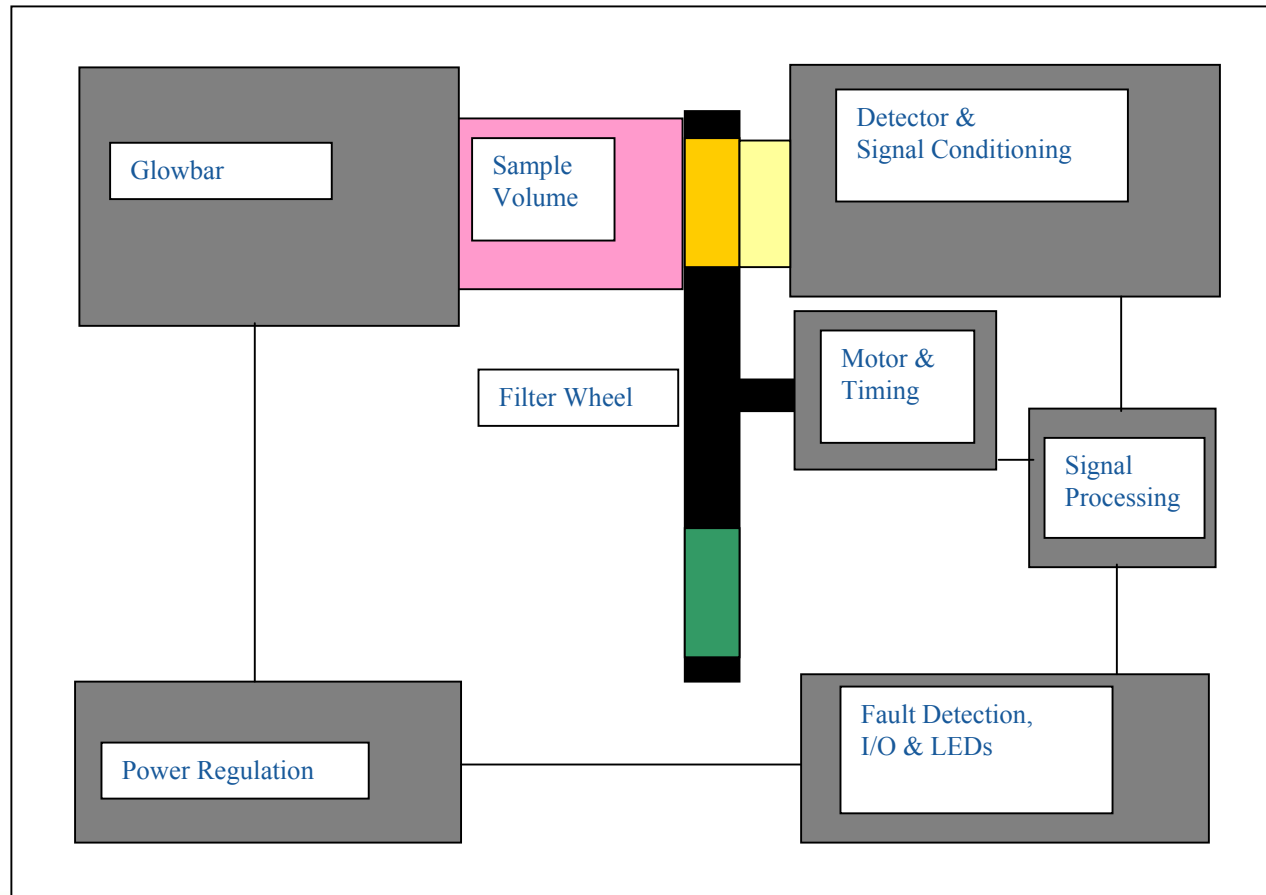 Glowbar
Sample
Volume
Detector &
Signal Conditioning
Filter Wheel
Motor &
Timing
Signal
Processing
Power Regulation
Fault Detection,
I/O & LEDs